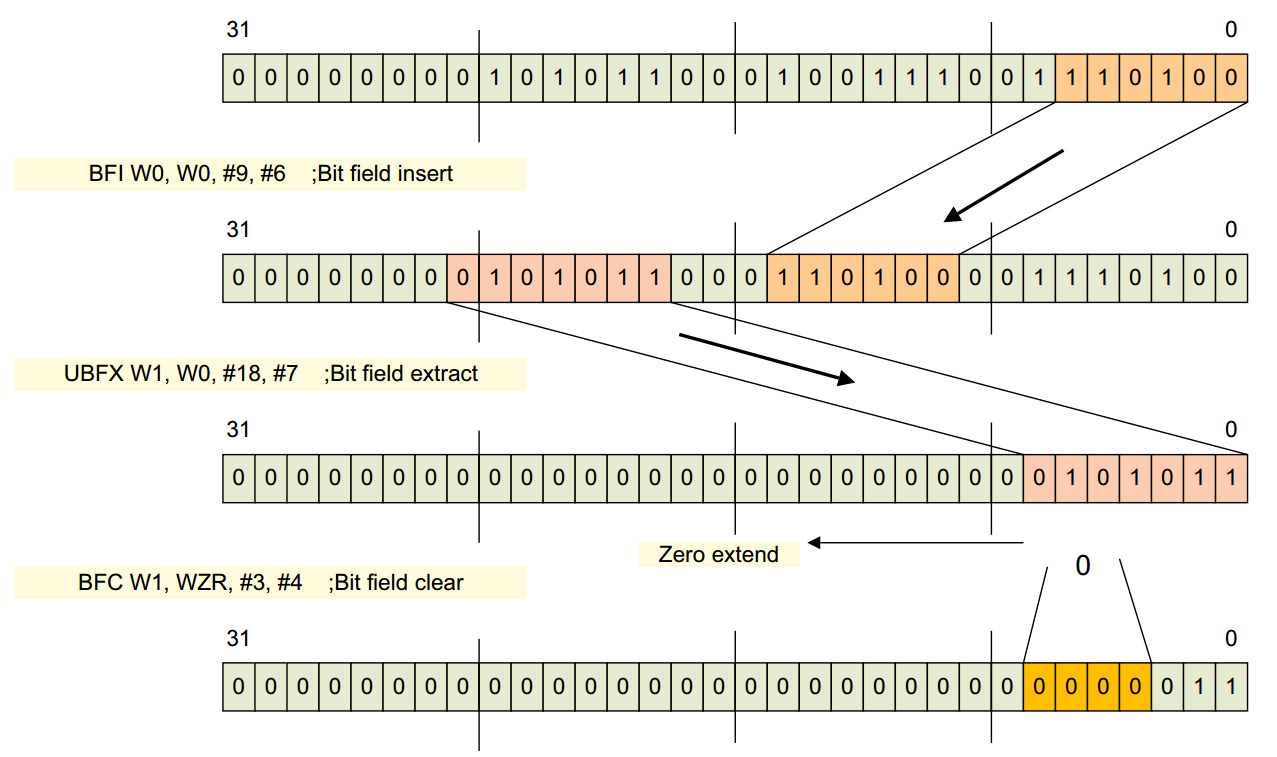 31 0
0 0 0 0 0 0 0 0 1 0 1 0 1 1 0 0 0 1 0 0 1 1 1 0 0 1 1 1 0 1 0 0
BFI W0, W0, #9, #6 ;Bit field insert
31 0
0 0 0 0 0 0 0 0 1 0 1 0 1 1 0 0 0 1 1 0 1 0 0 0 0 1 1 1 0 1 0 0
UBFX W1, W0, #18, #7 ;Bit field extract
31 0
0 0 0 0 0 0 0 0 0 0 0 0 0 0 0 0 0 0 0 0 0 0 0 0 0 0 1 0 1 0 1 1
Zero extend
0
BFC W1, WZR, #3, #4 ;Bit field clear
31 0
0 0 0 0 0 0 0 0 0 0 0 0 0 0 0 0 0 0 0 0 0 0 0 0 0 0 0 0 0 0 1 1